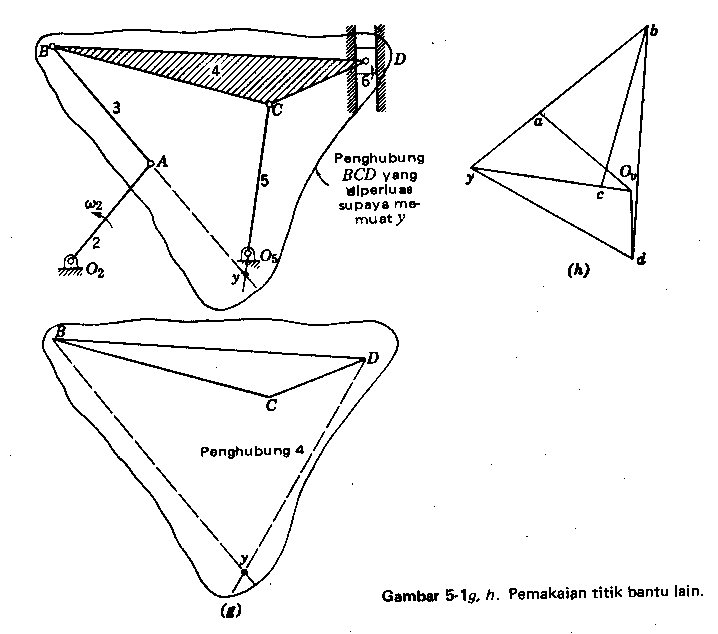 B
4
D
6
3
C
A
Penghubung
BCD yang
diperluas
supaya me-
muat y
5
ω2
2
O2
O5
y
b
a
y
Ov
c
d
(h)
B
D
C
Penghubung 4
y
(g)
Gambar 5-1g, h. Pemakaian titik bantu lain.